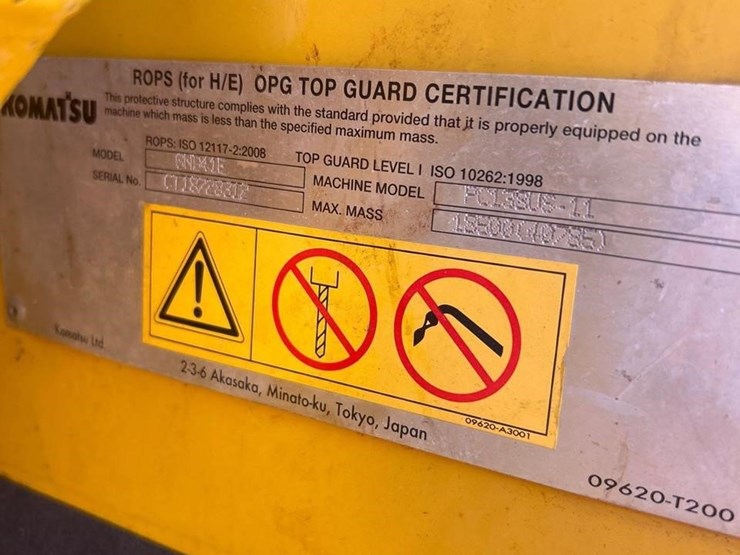 KOMATSU
ROPS (for H/E) OPG TOP GUARD CERTIFICATION
This protective structure complies with the standard provided that it is properly equipped on the
machine which mass is less than the specified maximum mass.
ROPS: ISO 12117-2:2008 TOP GUARD LEVEL I ISO 10262:1998
MODEL
SERIAL No.
MACHINE MODEL PC138US-11
MAX. MASS
Komatsu Ltd
2-3-6 Akasaka, Minato-ku, Tokyo, Japan
09620-A3001
09620-T200